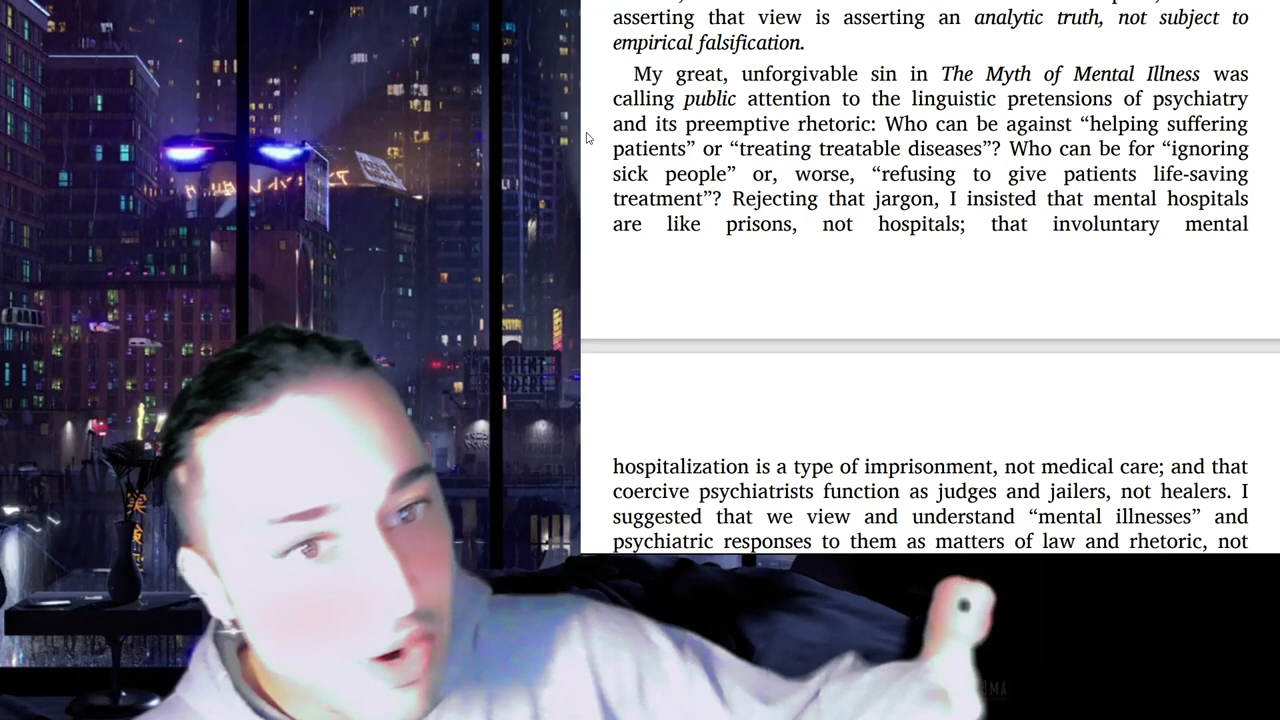 asserting that view is asserting an analytic truth, not subject to
empirical falsification.
My great, unforgivable sin in The Myth of Mental Illness was
calling public attention to the linguistic pretensions of psychiatry
and its preemptive rhetoric: Who can be against “helping suffering
patients” or “treating treatable diseases”? Who can be for “ignoring
sick people” or, worse, “refusing to give patients life-saving
treatment”? Rejecting that jargon, I insisted that mental hospitals
are like prisons, not hospitals; that involuntary mental
hospitalization is a type of imprisonment, not medical care; and that
coercive psychiatrists function as judges and jailers, not healers. I
suggested that we view and understand “mental illnesses” and
psychiatric responses to them as matters of law and rhetoric, not